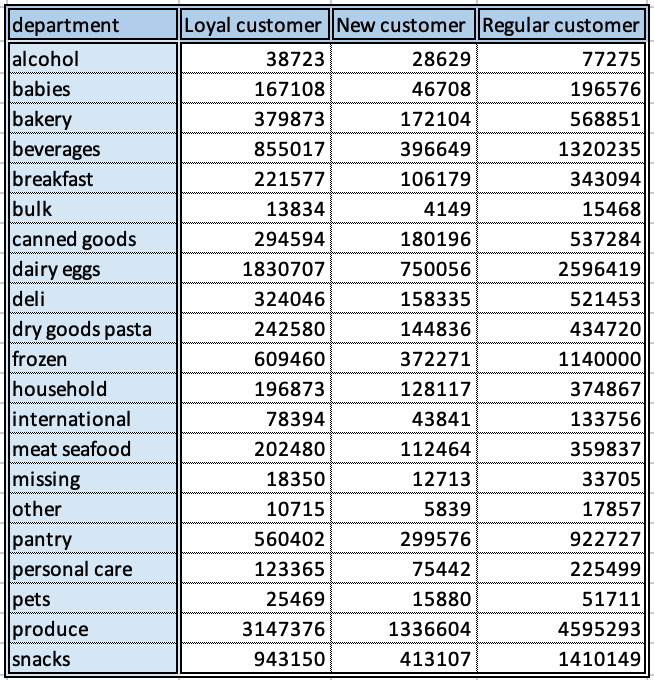 department Loyal customer New customer Regular customer
alcohol 38723 28629 77275
babies 167108 46708 196576
bakery 379873 172104 568851
beverages 855017 396649 1320235
breakfast 221577 106179 343094
bulk 13834 4149 15468
canned goods 294594 180196 537284
dairy eggs 1830707 750056 2596419
deli 324046 158335 521453
dry goods pasta 242580 144836 434720
frozen 609460 372271 1140000
household 196873 128117 374867
international 78394 43841 133756
meat seafood 202480 112464 359837
missing 18350 12713 33705
other 10715 5839 17857
pantry 560402 299576 922727
personal care 123365 75442 225499
pets 25469 15880 51711
produce 3147376 1336604 4595293
snacks 943150 413107 1410149